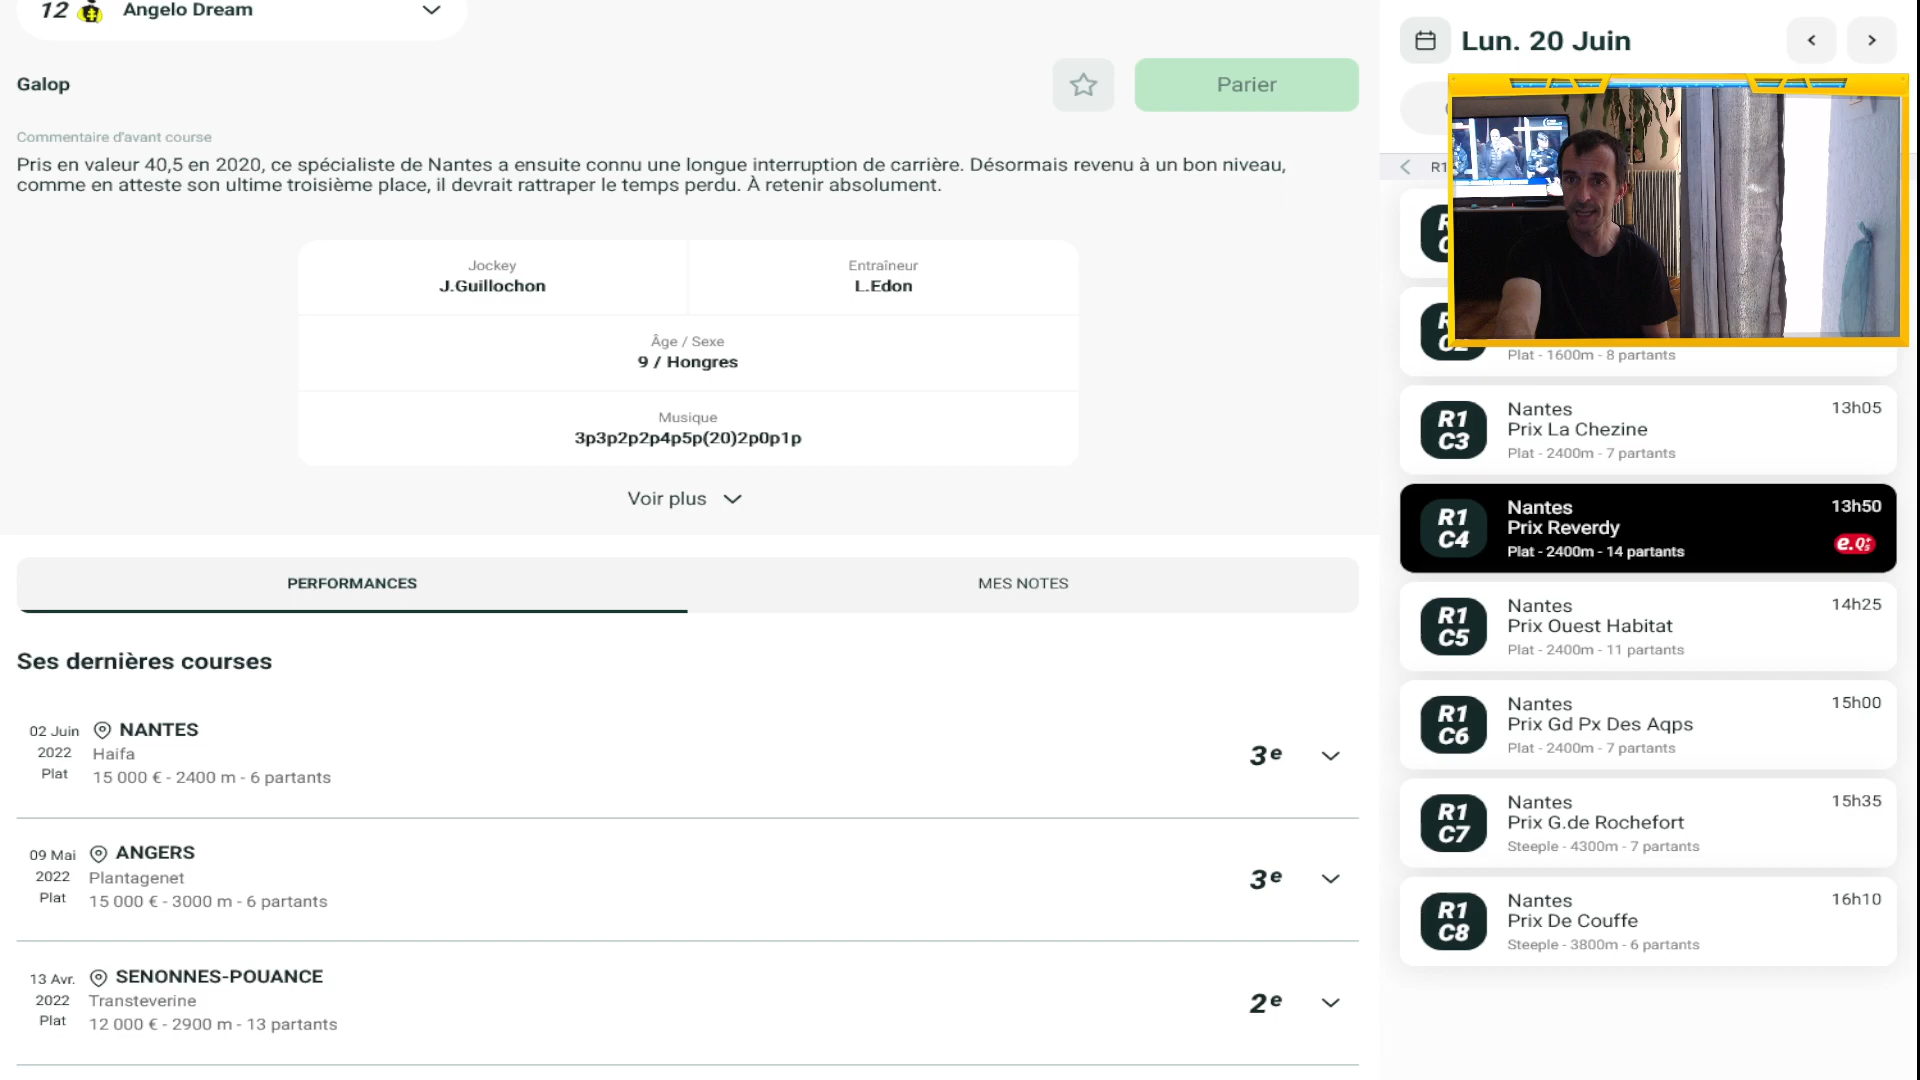 12 Angelo Dream
Galop
Parier
Commentaire d'avant course
Pris en valeur 40,5 en 2020, ce spécialiste de Nantes a ensuite connu une longue interruption de carrière. Désormais revenu à un bon niveau,
comme en atteste son ultime troisième place, il devrait rattraper le temps perdu. À retenir absolument.
Jockey
J.Guillochon
Entraîneur
L.Edon
Âge / Sexe
9 / Hongres
Musique
3p3p2p2p4p5p(20)2p0p1p
Voir plus
PERFORMANCES
MES NOTES
Ses dernières courses
02 Juin
2022
Plat
NANTES
Haifa
15 000 € - 2400 m - 6 partants
3e
09 Mai
2022
Plat
ANGERS
Plantagenet
15 000 € - 3000 m - 6 partants
3e
13 Avr.
2022
Plat
SENONNES-POUANCE
Transteverine
12 000 € - 2900 m - 13 partants
2e
Lun. 20 Juin
R1
Plat - 1600m - 8 partants
R1
C3
Nantes
Prix La Chezine
Plat - 2400m - 7 partants
13h05
R1
C4
Nantes
Prix Reverdy
Plat - 2400m - 14 partants
13h50
R1
C5
Nantes
Prix Ouest Habitat
Plat - 2400m - 11 partants
14h25
R1
C6
Nantes
Prix Gd Px Des Aqps
Plat - 2400m - 7 partants
15h00
R1
C7
Nantes
Prix G.de Rochefort
Steeple - 4300m - 7 partants
15h35
R1
C8
Nantes
Prix De Couffe
Steeple - 3800m - 6 partants
16h10